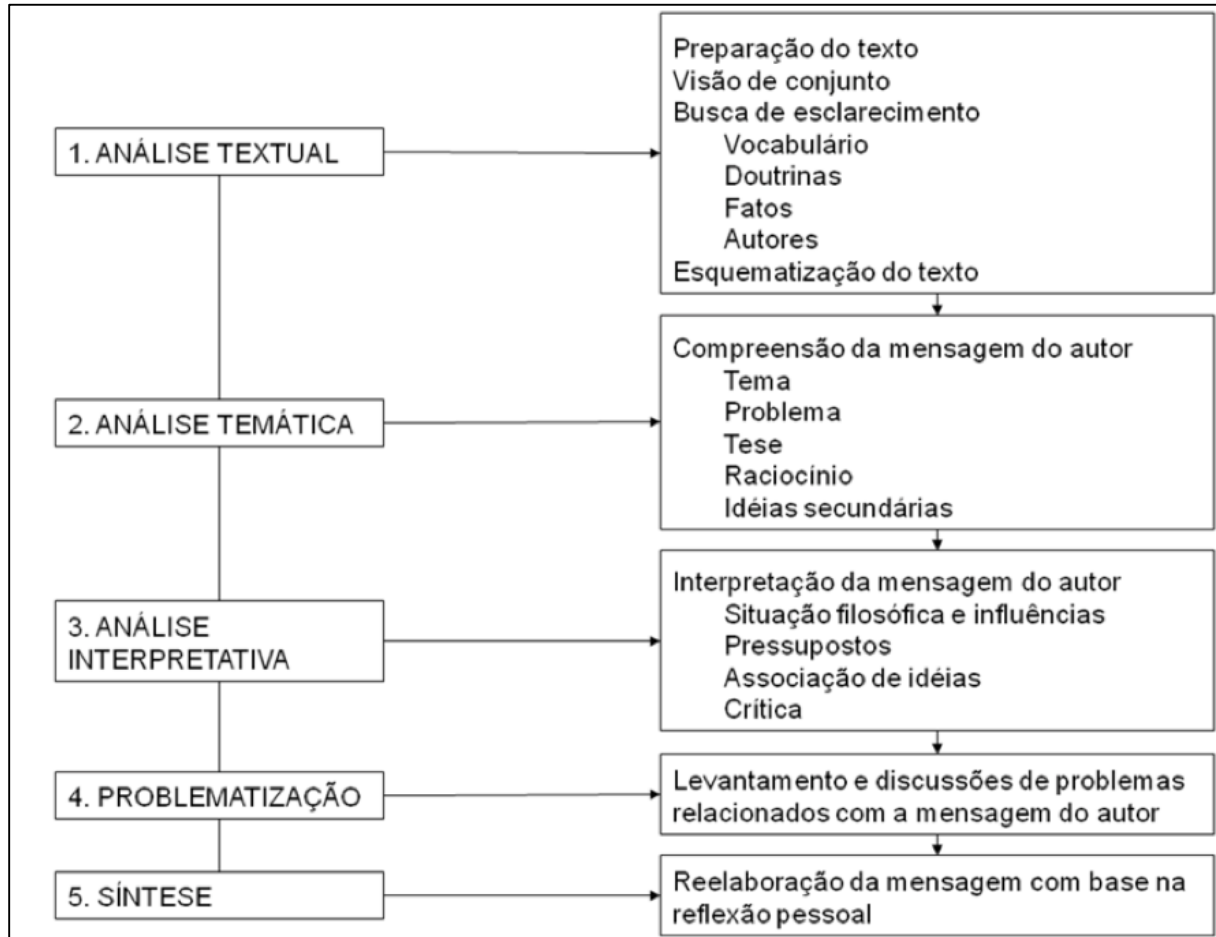 1. ANÁLISE TEXTUAL
Preparação do texto
Visão de conjunto
Busca de esclarecimento
Vocabulário
Doutrinas
Fatos
Autores
Esquematização do texto
2. ANÁLISE TEMÁTICA
Compreensão da mensagem do autor
Tema
Problema
Tese
Raciocínio
Idéias secundárias
3. ANÁLISE
INTERPRETATIVA
Interpretação da mensagem do autor
Situação filosófica e influências
Pressupostos
Associação de idéias
Crítica
4. PROBLEMATIZAÇÃO
Levantamento e discussões de problemas
relacionados com a mensagem do autor
5. SÍNTESE
Reelaboração da mensagem com base na
reflexão pessoal